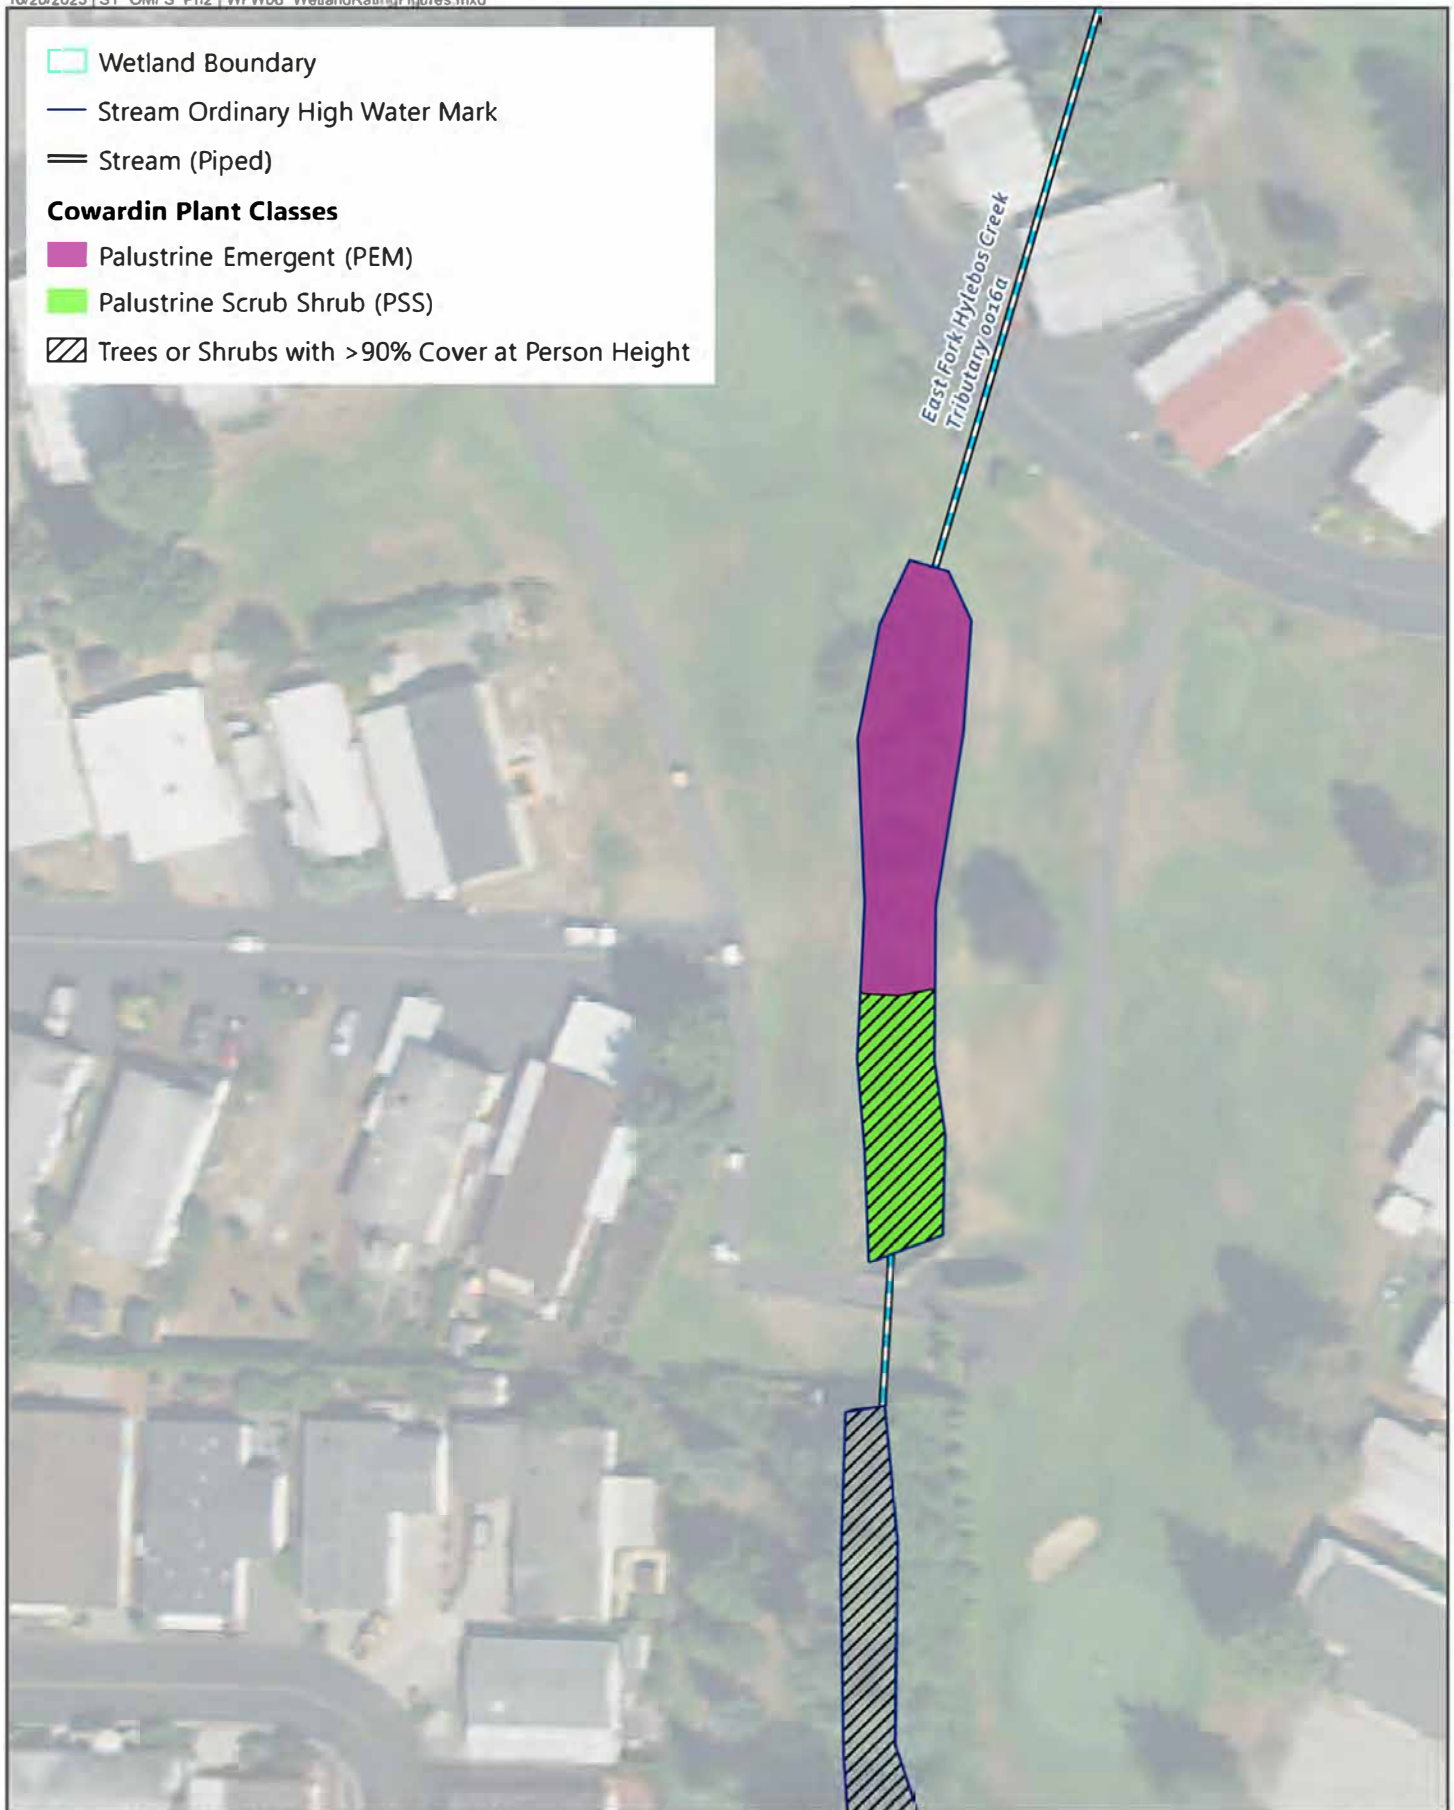 Wetland Boundary
Stream Ordinary High Water Mark
Stream (Piped)
Cowardin Plant Classes
Palustrine Emergent (PEM)
Palustrine Scrub Shrub (PSS)
Trees or Shrubs with >90% Cover at Person Height
East Fork Hylebos Creek
Tributary 0016a